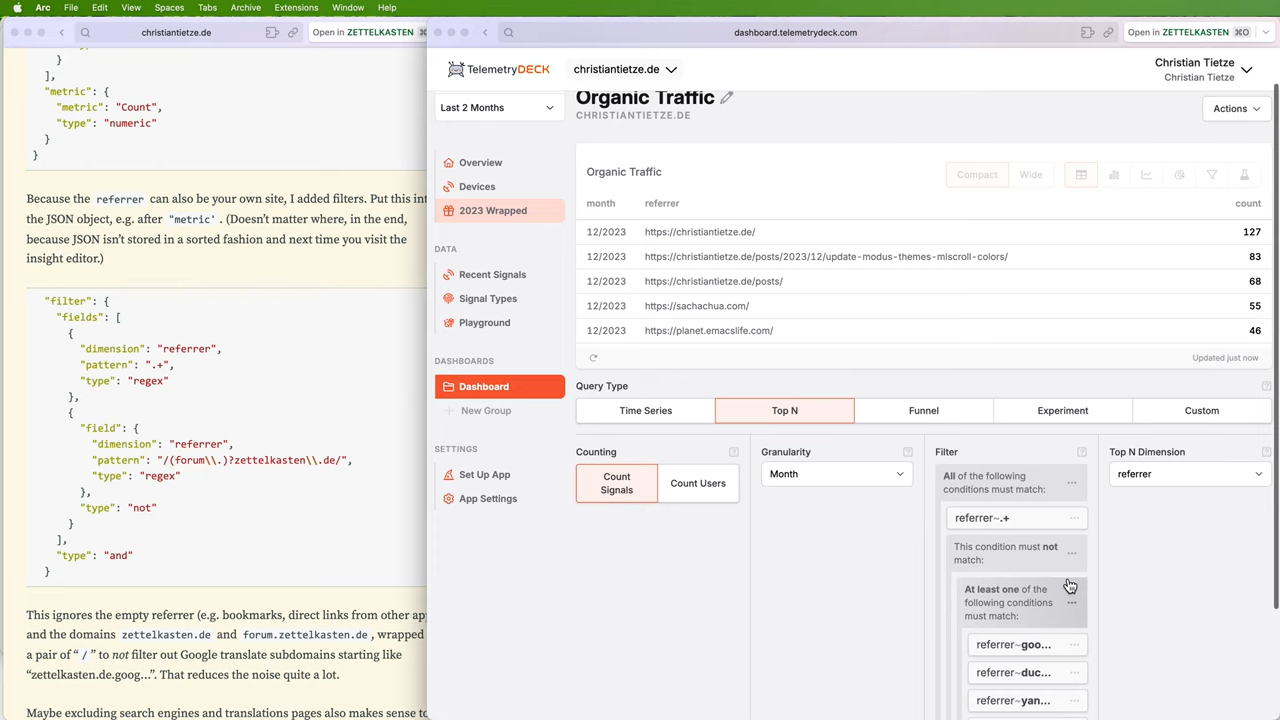 Arc File Edit View Spaces Tabs Archive Extensions Window Help
christiantietze.de
Open in ZETTELKASTEN ⌘
}
],
"metric": {
"metric": "Count",
"type": "numeric"
}
}
Because the referrer can also be your own site, I added filters. Put this int
the JSON object, e.g. after "metric". (Doesn’t matter where, in the end,
because JSON isn’t stored in a sorted fashion and next time you visit the
insight editor.)
"filter": {
"fields": [
{
"dimension": "referrer",
"pattern": ".+",
"type": "regex"
},
{
"field": {
"dimension": "referrer",
"pattern": "/(forum\\.)?zettelkasten\\.de/",
"type": "regex"
},
"type": "not"
}
],
"type": "and"
}
This ignores the empty referrer (e.g. bookmarks, direct links from other app
and the domains zettelkasten.de and forum.zettelkasten.de, wrapped
a pair of “/” to not filter out Google translate subdomains starting like
“zettelkasten.de.goog…”. That reduces the noise quite a lot.
Maybe excluding search engines and translations pages also makes sense to
dashboard.telemetrydeck.com
Open in ZETTELKASTEN ⌘O
TelemetryDECK
christiantietze.de
Christian Tietze
Christian Tietze
Last 2 Months
Overview
Devices
2023 Wrapped
DATA
Recent Signals
Signal Types
Playground
DASHBOARDS
Dashboard
New Group
SETTINGS
Set Up App
App Settings
Organic Traffic
CHRISTIANTIETZE.DE
Actions
Organic Traffic
Compact Wide
month referrer count
12/2023 https://christiantietze.de/ 127
12/2023 https://christiantietze.de/posts/2023/12/update-modus-themes-mlscroll-colors/ 83
12/2023 https://christiantietze.de/posts/ 68
12/2023 https://sachachua.com/ 55
12/2023 https://planet.emacslife.com/ 46
Updated just now
Query Type
Time Series Top N Funnel Experiment Custom
Counting
Count Signals
Count Users
Granularity
Month
Filter
All of the following
conditions must match:
referrer~.+
This condition must not
match:
At least one of the
following conditions
must match:
referrer~goo...
referrer~duc...
referrer~yan...
Top N Dimension
referrer